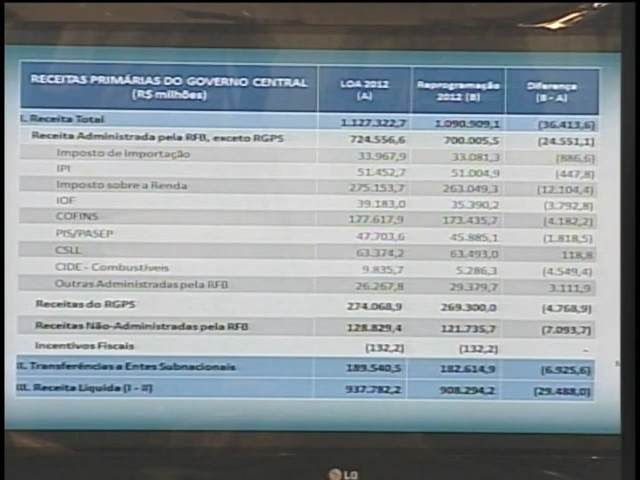 RECEITAS PRIMÁRIAS DO GOVERNO CENTRAL (R$ milhões) LOA 2012 (A) Reprogramação 2012 (B) Diferença (B - A)
I. Receita Total 1.127.322,7 1.090.909,1 (36.413,6)
Receita Administrada pela RFB, exceto RGPS 724.556,6 700.005,5 (24.551,1)
Imposto de Importação 33.967,9 33.081,3 (886,6)
IPI 51.452,7 51.004,9 (447,8)
Imposto sobre a Renda 275.153,7 263.049,3 (12.104,4)
IOF 39.183,0 35.390,2 (3.792,8)
COFINS 177.617,9 173.435,7 (4.182,2)
PIS/PASEP 47.703,6 45.885,1 (1.818,5)
CSLL 63.374,2 63.493,0 118,8
CIDE - Combustíveis 9.835,7 5.286,3 (4.549,4)
Outras Administradas pela RFB 26.267,8 29.379,7 3.111,9
Receitas do RGPS 274.068,9 269.300,0 (4.768,9)
Receitas Não-Administradas pela RFB 128.829,4 121.735,7 (7.093,7)
Incentivos Fiscais (132,2) (132,2) -
II. Transferências a Entes Subnacionais 189.540,5 182.614,9 (6.925,6)
III. Receita Líquida (I - II) 937.782,2 908.294,2 (29.488,0)
LG